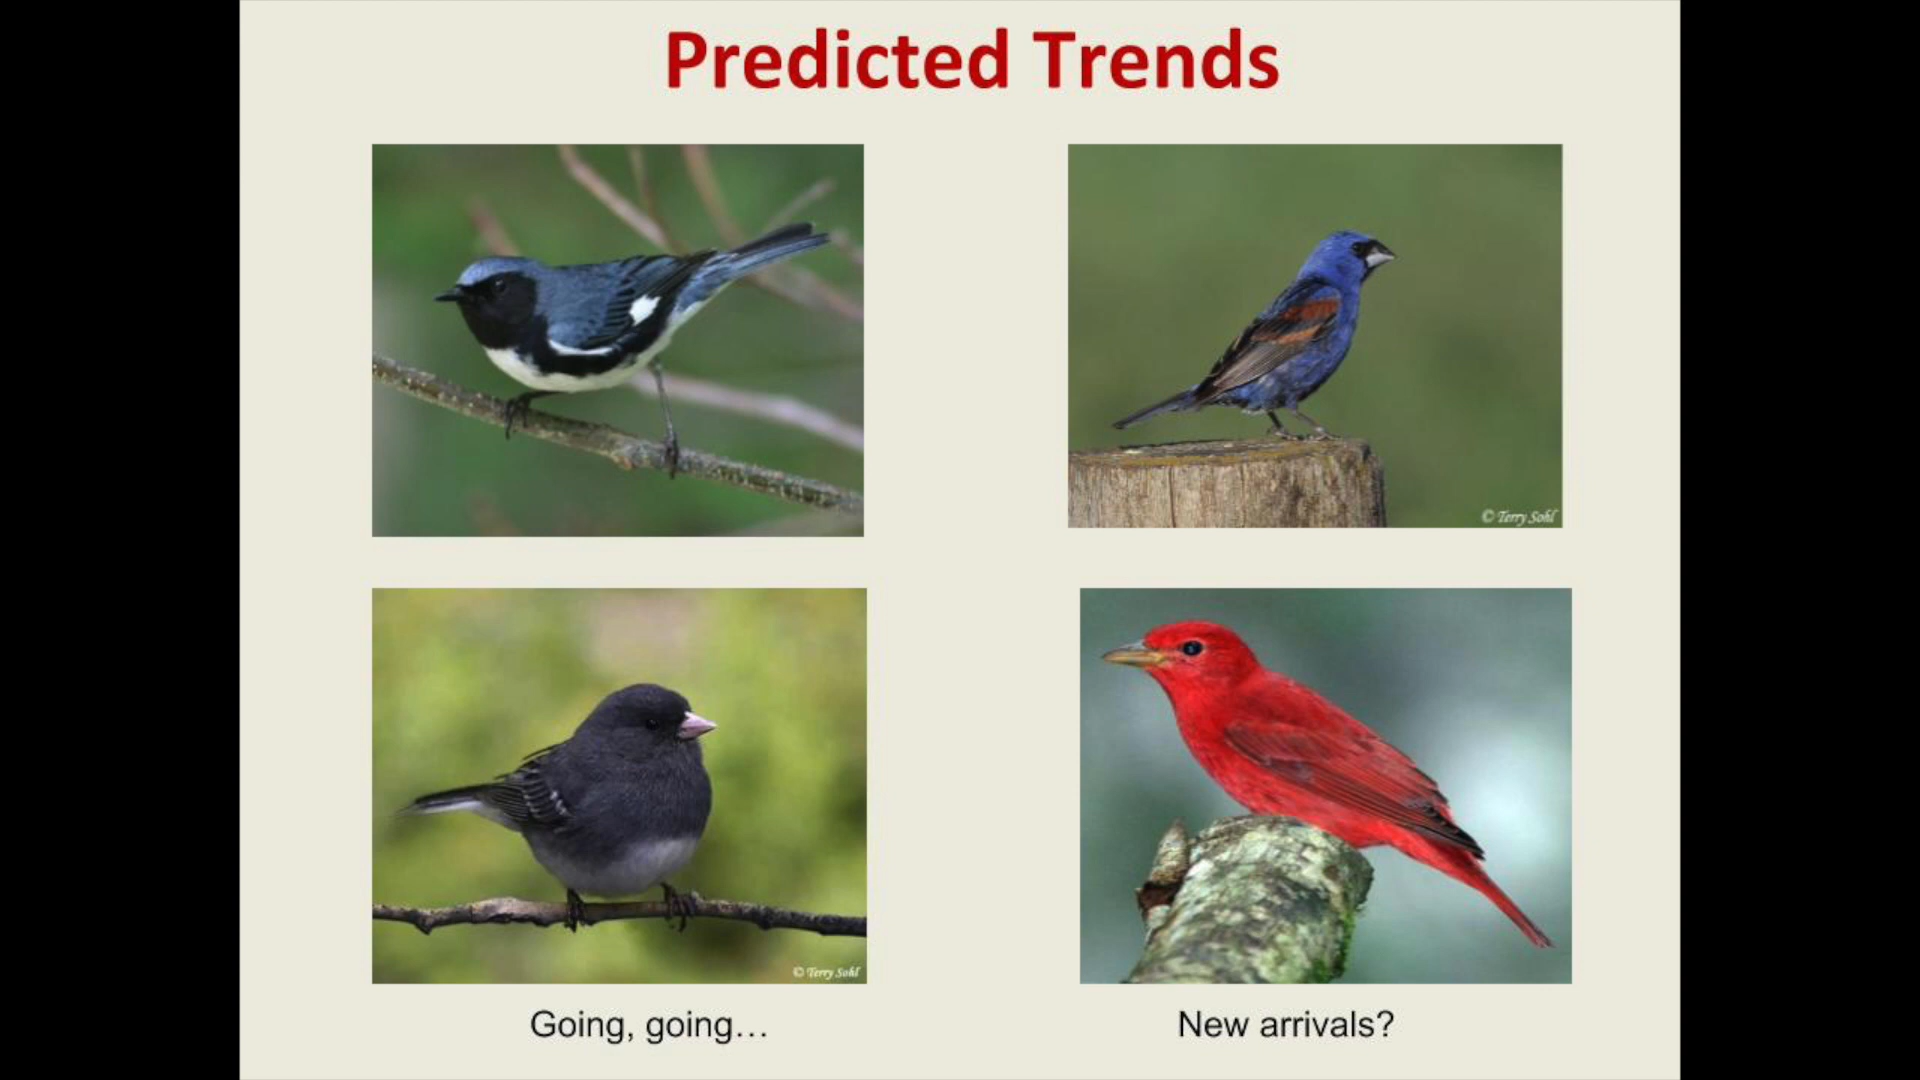 Predicted Trends
© Terry Sohl
© Terry Sohl
Going, going…
New arrivals?